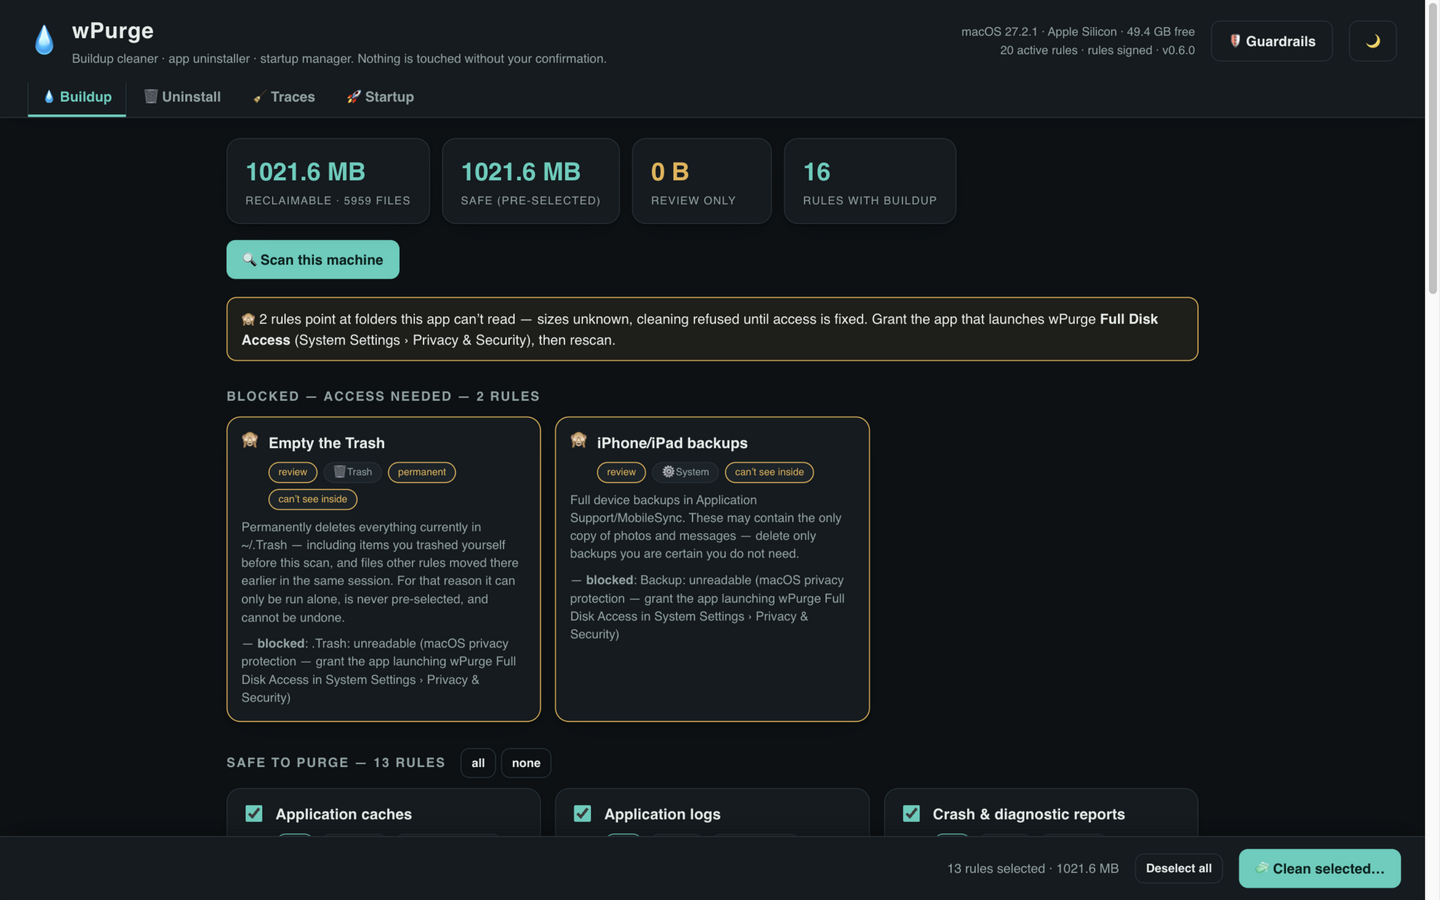 wPurge
Buildup cleaner · app uninstaller · startup manager. Nothing is touched without your confirmation.
macOS 27.2.1 · Apple Silicon · 49.4 GB free
20 active rules · rules signed · v0.6.0
Guardrails
Buildup
Uninstall
Traces
Startup
1021.6 MB
RECLAIMABLE · 5959 FILES
1021.6 MB
SAFE (PRE-SELECTED)
0 B
REVIEW ONLY
16
RULES WITH BUILDUP
Scan this machine
2 rules point at folders this app can't read — sizes unknown, cleaning refused until access is fixed. Grant the app that launches wPurge Full Disk
Access (System Settings › Privacy & Security), then rescan.
BLOCKED — ACCESS NEEDED — 2 RULES
Empty the Trash
review
Trash
permanent
can't see inside
Permanently deletes everything currently in
~/.Trash — including items you trashed yourself
before this scan, and files other rules moved there
earlier in the same session. For that reason it can
only be run alone, is never pre-selected, and
cannot be undone.
— blocked: .Trash: unreadable (macOS privacy
protection — grant the app launching wPurge Full
Disk Access in System Settings › Privacy &
Security)
iPhone/iPad backups
review
System
can't see inside
Full device backups in Application
Support/MobileSync. These may contain the only
copy of photos and messages — delete only
backups you are certain you do not need.
— blocked: Backup: unreadable (macOS privacy
protection — grant the app launching wPurge Full
Disk Access in System Settings › Privacy &
Security)
SAFE TO PURGE — 13 RULES
all
none
Application caches
Application logs
Crash & diagnostic reports
13 rules selected · 1021.6 MB
Deselect all
Clean selected...